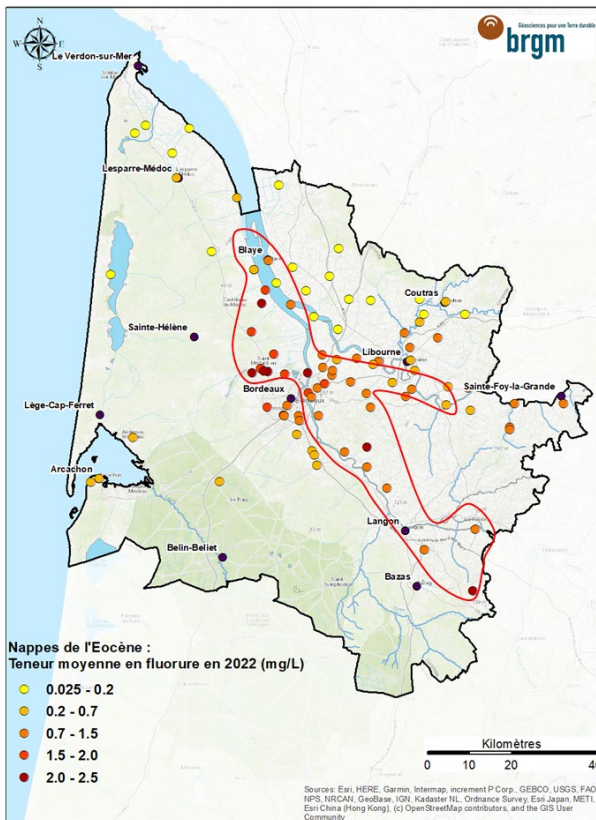 Géosciences pour une Terre durable
brgm
N
W
E
S
Le Verdon-sur-Mer
Lesparre-Médoc
Blaye
Coutras
Sainte-Hélène
Libourne
Sainte-Foy-la-Grande
Bordeaux
Lège-Cap-Ferret
Arcachon
Langon
Belin-Beliet
Bazas
Nappes de l'Eocène :
Teneur moyenne en fluorure en 2022 (mg/L)
0.025 - 0.2
0.2 - 0.7
0.7 - 1.5
1.5 - 2.0
2.0 - 2.5
Kilomètres
0 10 20 40
Sources: Esri, HERE, Garmin, Intermap, increment P Corp., GEBCO, USGS, FAO,
NPS, NRCAN, GeoBase, IGN, Kadaster NL, Ordnance Survey, Esri Japan, METI,
Esri China (Hong Kong), (c) OpenStreetMap contributors, and the GIS User
Community